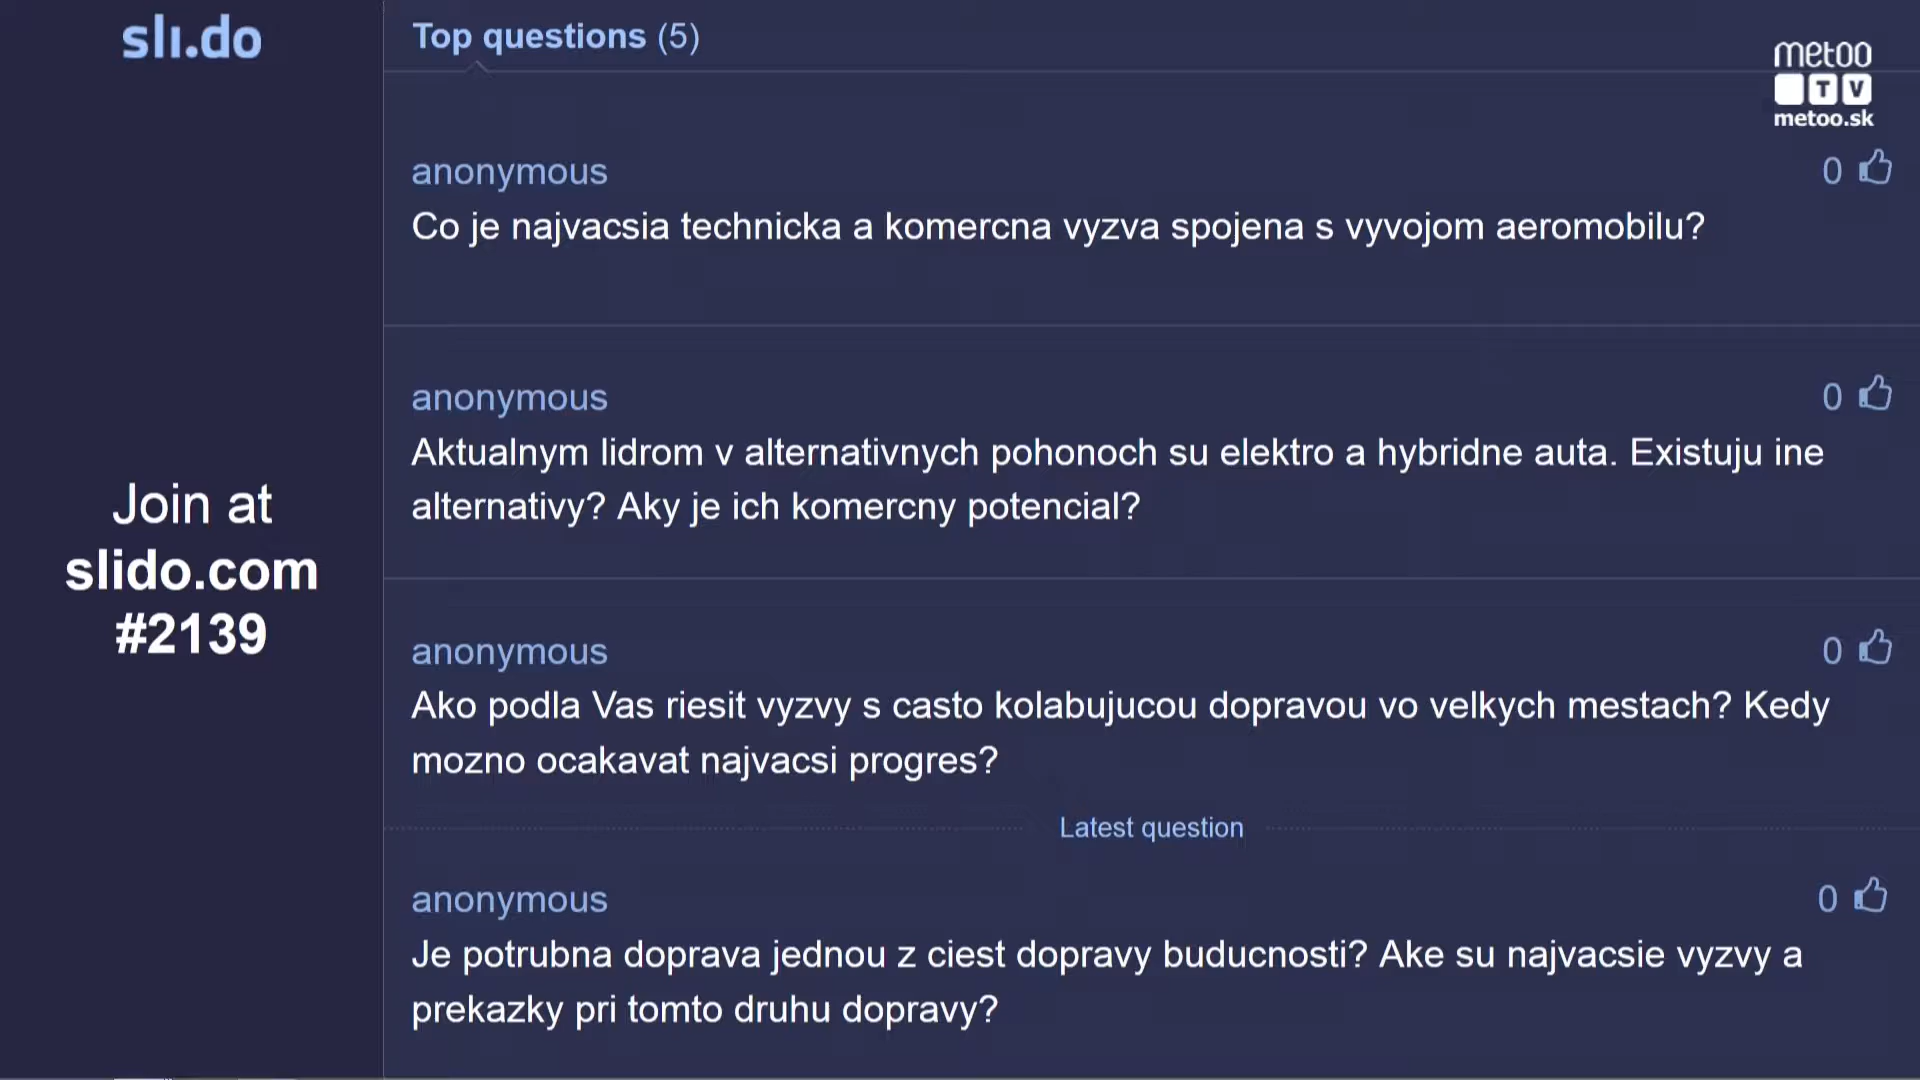 sli.do
Top questions (5)
metoo
TV
metoo.sk
anonymous
0
Co je najvacsia technicka a komercna vyzva spojena s vyvojom aeromobilu?
anonymous
0
Aktualnym lidrom v alternativnych pohonoch su elektro a hybridne auta. Existuju ine
alternativy? Aky je ich komercny potencial?
Join at
slido.com
#2139
anonymous
0
Ako podla Vas riesit vyzvy s casto kolabujucou dopravou vo velkych mestach? Kedy
mozno ocakavat najvacsi progres?
Latest question
anonymous
0
Je potrubna doprava jednou z ciest dopravy buducnosti? Ake su najvacsie vyzvy a
prekazky pri tomto druhu dopravy?